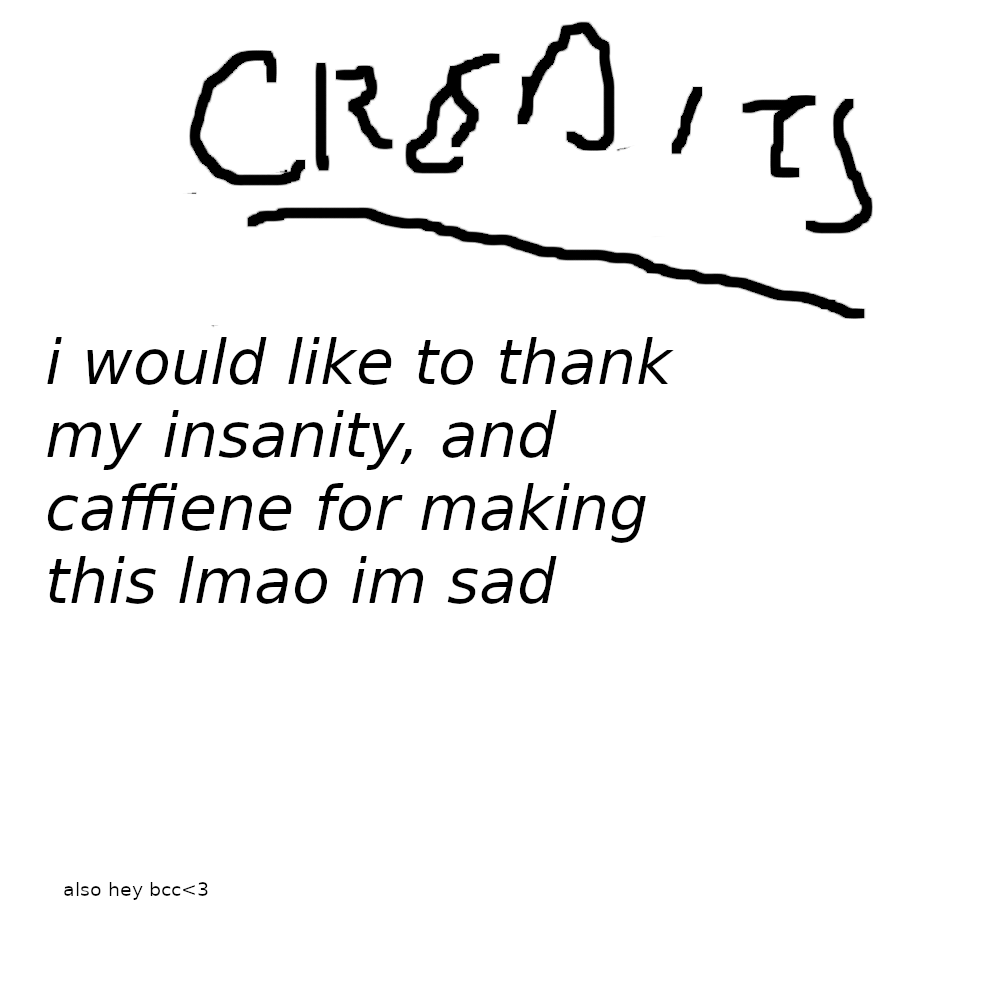 CREDITS
i would like to thank
my insanity, and
caffiene for making
this lmao im sad
also hey bcc<3